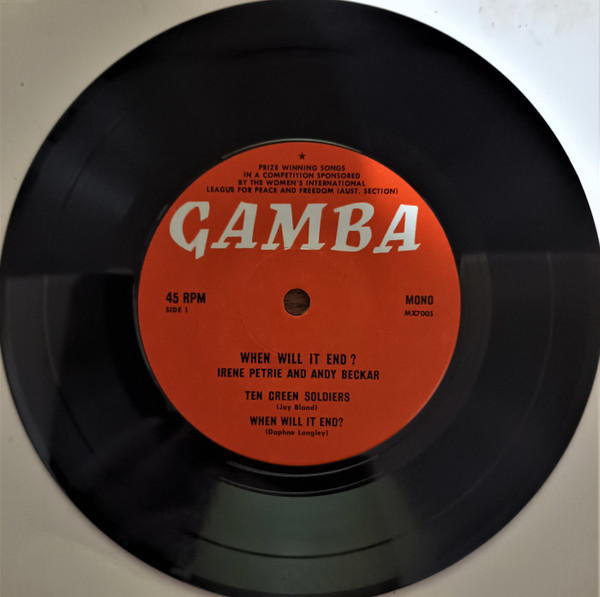 PRIZE WINNING SONGS
IN A COMPETITION SPONSORED
BY THE WOMEN'S INTERNATIONAL
LEAGUE FOR PEACE AND FREEDOM (AUST. SECTION)
GAMBA
45 RPM
SIDE 1
MONO
MX7005
WHEN WILL IT END?
IRENE PETRIE AND ANDY BECKAR
TEN GREEN SOLDIERS
(Joy Bland)
WHEN WILL IT END?
(Daphne Langley)